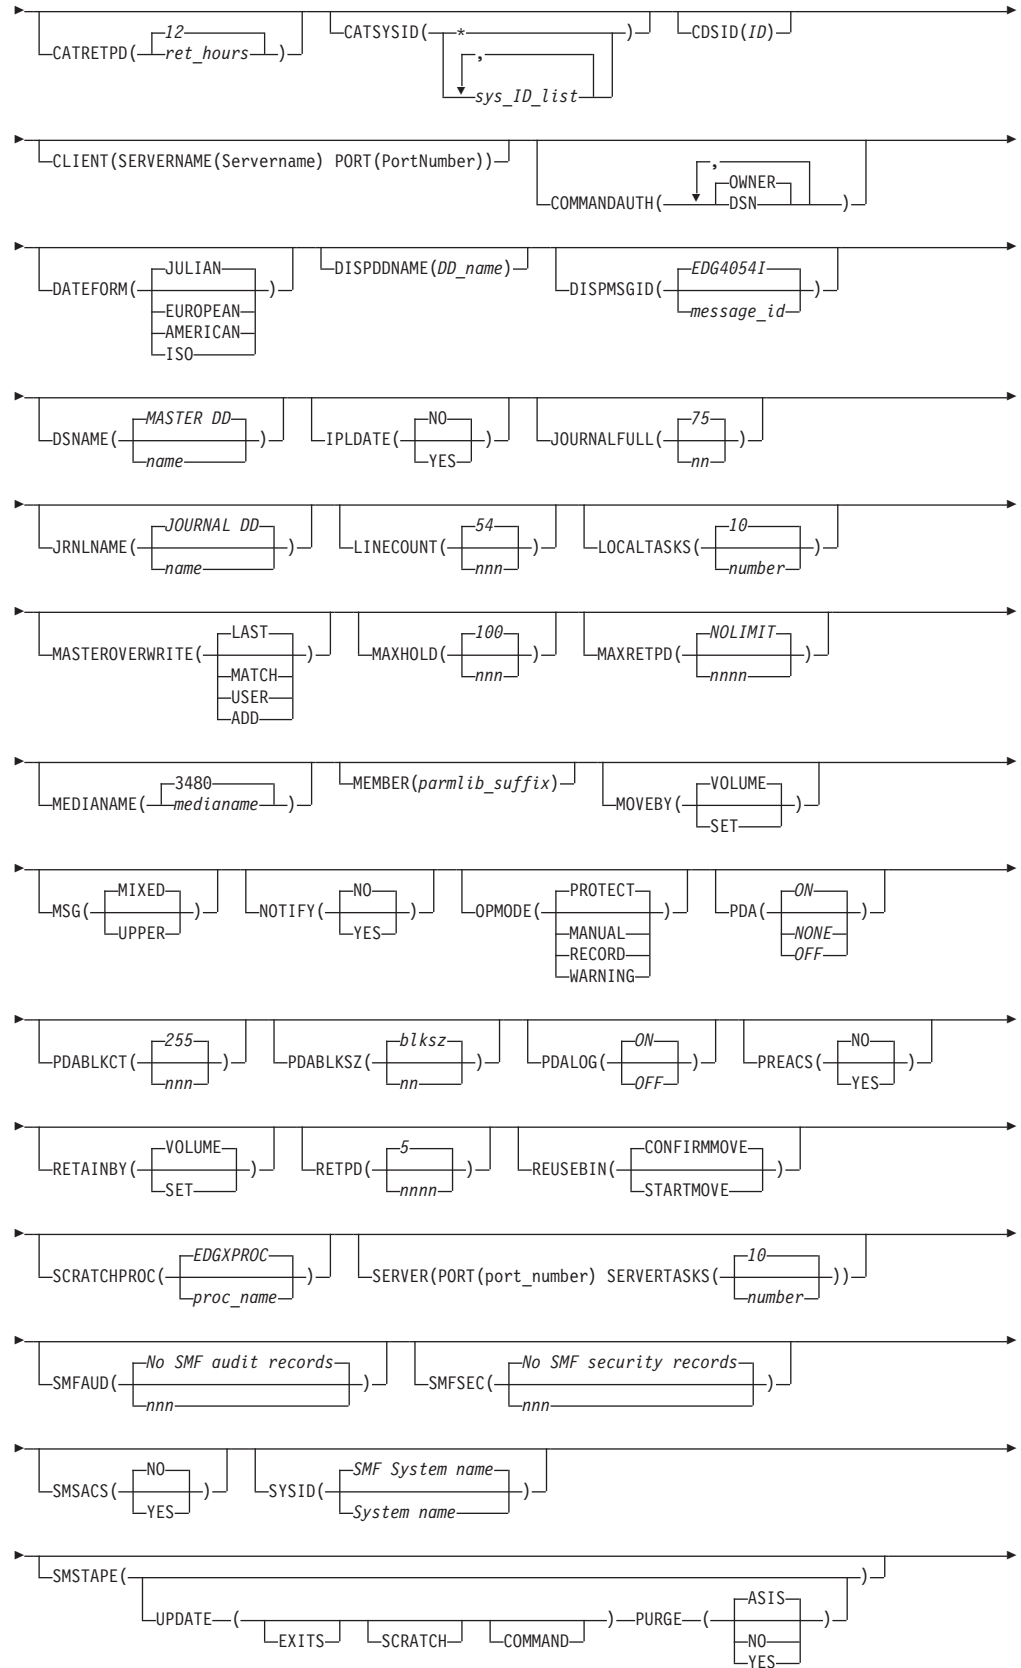 12
CATRETPD( ret_hours )
CATSYSID( * )
,
sys_ID_list
CDSID(ID)
CLIENT(SERVERNAME(Servername) PORT(PortNumber))
,
OWNER
COMMANDAUTH( DSN )
JULIAN
DATEFORM( )
EUROPEAN
AMERICAN
ISO
DISPDDNAME(DD_name)
EDG4054I
DISPMSGID( )
message_id
MASTER DD
DSNAME( )
name
NO
IPLDATE( )
YES
75
JOURNALFULL( )
nn
JOURNAL DD
JRNLNAME( )
name
54
LINECOUNT( )
nnn
10
LOCALTASKS( )
number
LAST
MASTEROVERWRITE( )
MATCH
USER
ADD
100
MAXHOLD( )
nnn
NOLIMIT
MAXRETPD( )
nnnn
3480
MEDIANAME( medianame )
MEMBER(parmlib_suffix)
VOLUME
MOVEBY( )
SET
MIXED
MSG( )
UPPER
NO
NOTIFY( )
YES
PROTECT
OPMODE( )
MANUAL
RECORD
WARNING
ON
PDA( )
NONE
OFF
255
PDABLKCT( )
nnn
blksz
PDABLKSZ( )
nn
ON
PDALOG( )
OFF
NO
PREACS( )
YES
VOLUME
RETAINBY( )
SET
5
RETPD( )
nnnn
CONFIRMMOVE
REUSEBIN( )
STARTMOVE
EDGXPROC
SCRATCHPROC( )
proc_name
10
SERVER(PORT(port_number) SERVERTASKS( ))
number
No SMF audit records
SMFAUD( )
nnn
No SMF security records
SMFSEC( )
nnn
NO
SMSACS( )
YES
SMF System name
SYSID( )
System name
SMSTAPE( )
ASIS
UPDATE ( EXITS SCRATCH COMMAND ) PURGE ( )
NO
YES